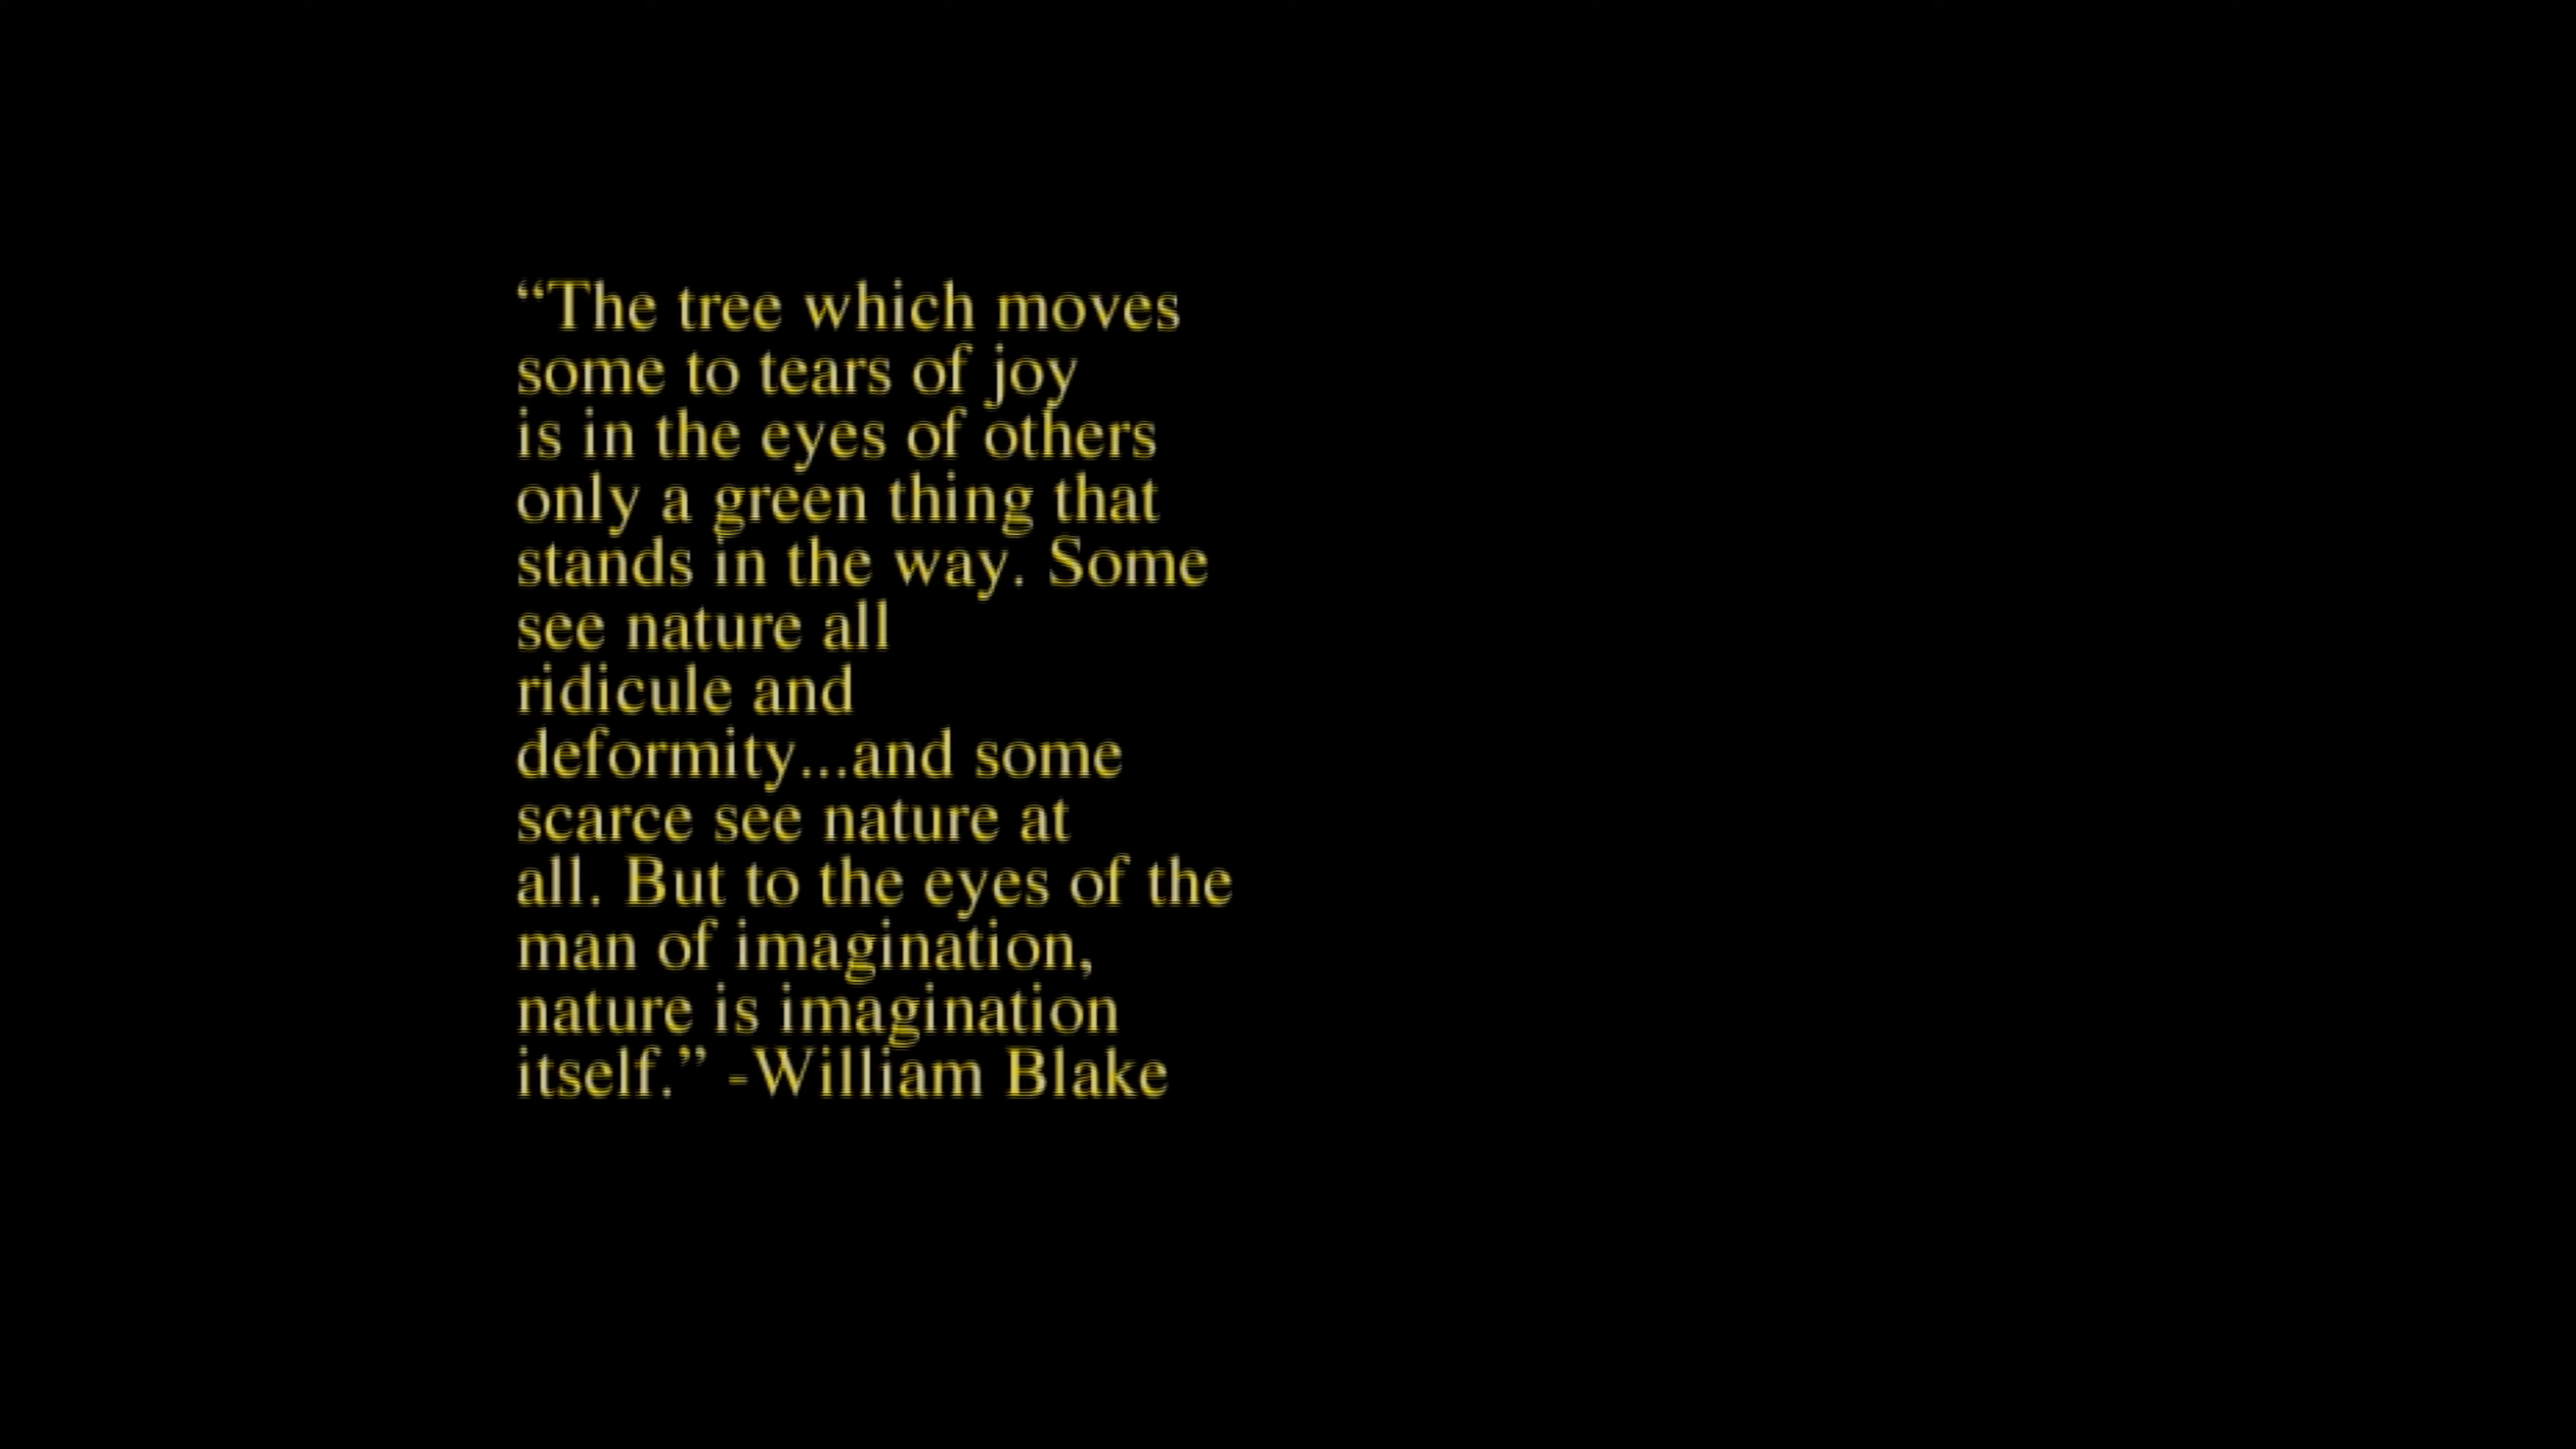 “The tree which moves
some to tears of joy
is in the eyes of others
only a green thing that
stands in the way. Some
see nature all
ridicule and
deformity...and some
scarce see nature at
all. But to the eyes of the
man of imagination,
nature is imagination
itself.” -William Blake